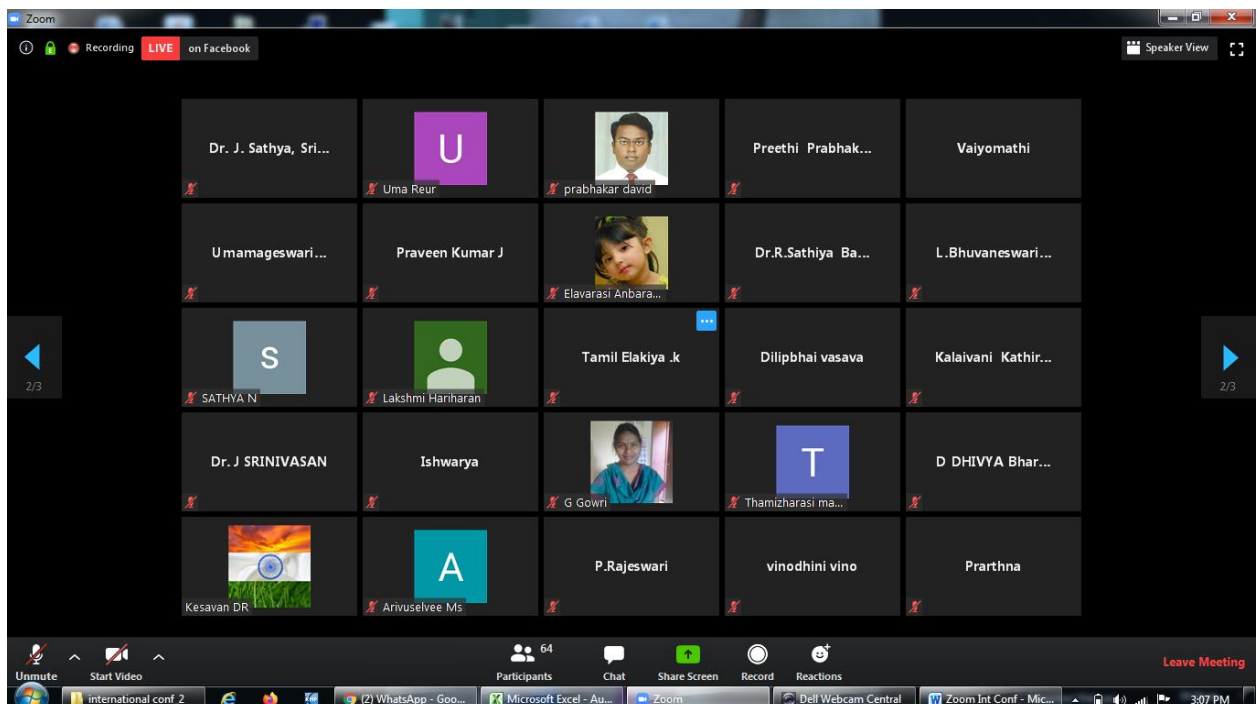 Zoom
Recording LIVE on Facebook
Speaker View
Dr. J. Sathya, Sri...
U
Uma Reur
prabhakar david
Preethi Prabhak...
Vaiyomathi
Umamageswari...
Praveen Kumar J
Elavarasi Anbara...
Dr.R.Sathiya Ba...
L.Bhuvaneswari...
S
SATHYA N
Lakshmi Hariharan
Tamil Elakiya .k
Dilipbhai vasava
Kalaivani Kathir...
2/3
2/3
Dr. J SRINIVASAN
Ishwarya
G Gowri
T
Thamizharasi ma...
D DHIVYA Bhar...
Kesavan DR
A
Arivuselvee Ms
P.Rajeswari
vinodhini vino
Prarthna
Unmute
Start Video
64
Participants
Chat
Share Screen
Record
Reactions
Leave Meeting
international conf 2
(2) WhatsApp - Goo...
Microsoft Excel - Au...
Zoom
Dell Webcam Central
Zoom Int Conf - Mic...
3:07 PM